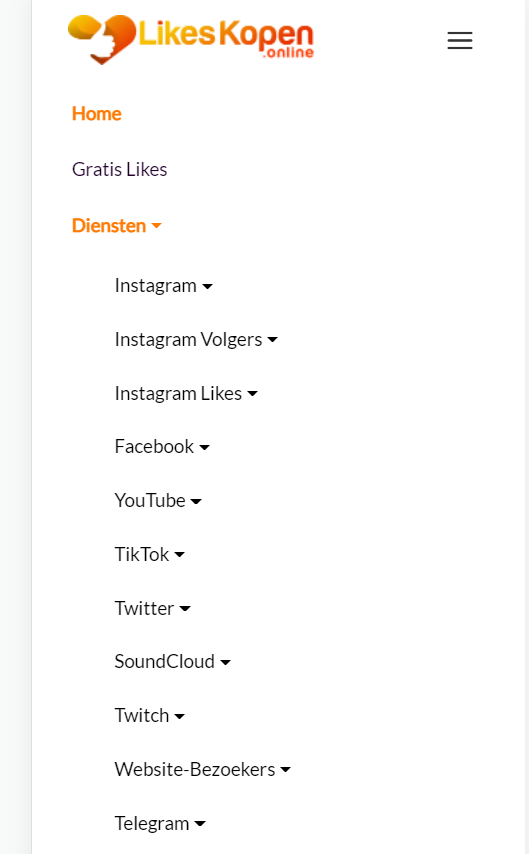 LikesKopen
.online
Home
Gratis Likes
Diensten
Instagram
Instagram Volgers
Instagram Likes
Facebook
YouTube
TikTok
Twitter
SoundCloud
Twitch
Website-Bezoekers
Telegram